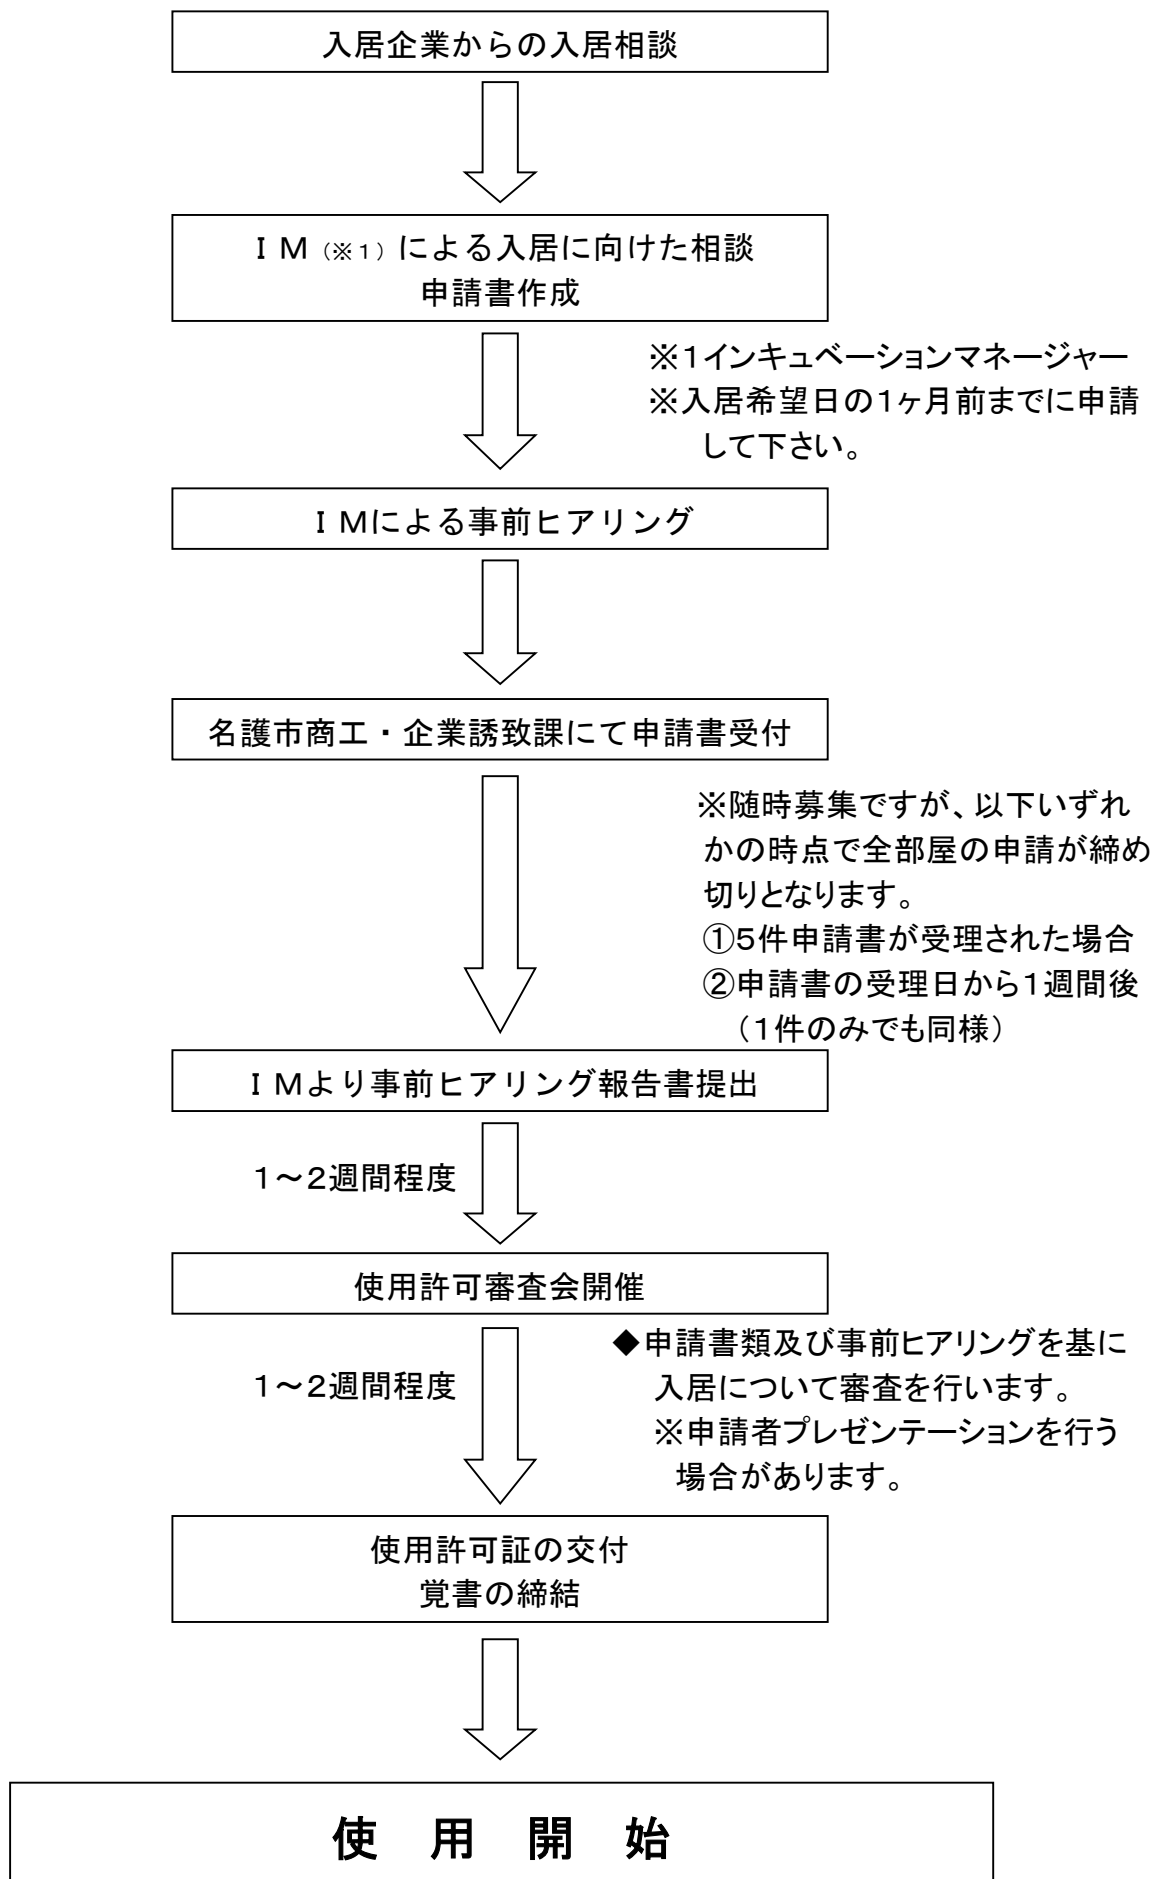 入居企業からの入居相談
ＩＭ（※１）による入居に向けた相談
申請書作成
※１インキュベーションマネージャー
※入居希望日の１ヶ月前までに申請
して下さい。
ＩＭによる事前ヒアリング
名護市商工・企業誘致課にて申請書受付
※随時募集ですが、以下いずれ
かの時点で全部屋の申請が締め
切りとなります。
①５件申請書が受理された場合
②申請書の受理日から１週間後
（１件のみでも同様）
ＩＭより事前ヒアリング報告書提出
１～２週間程度
使用許可審査会開催
◆申請書類及び事前ヒアリングを基に
１～２週間程度
入居について審査を行います。
※申請者プレゼンテーションを行う
場合があります。
使用許可証の交付
覚書の締結
使　用　開　始